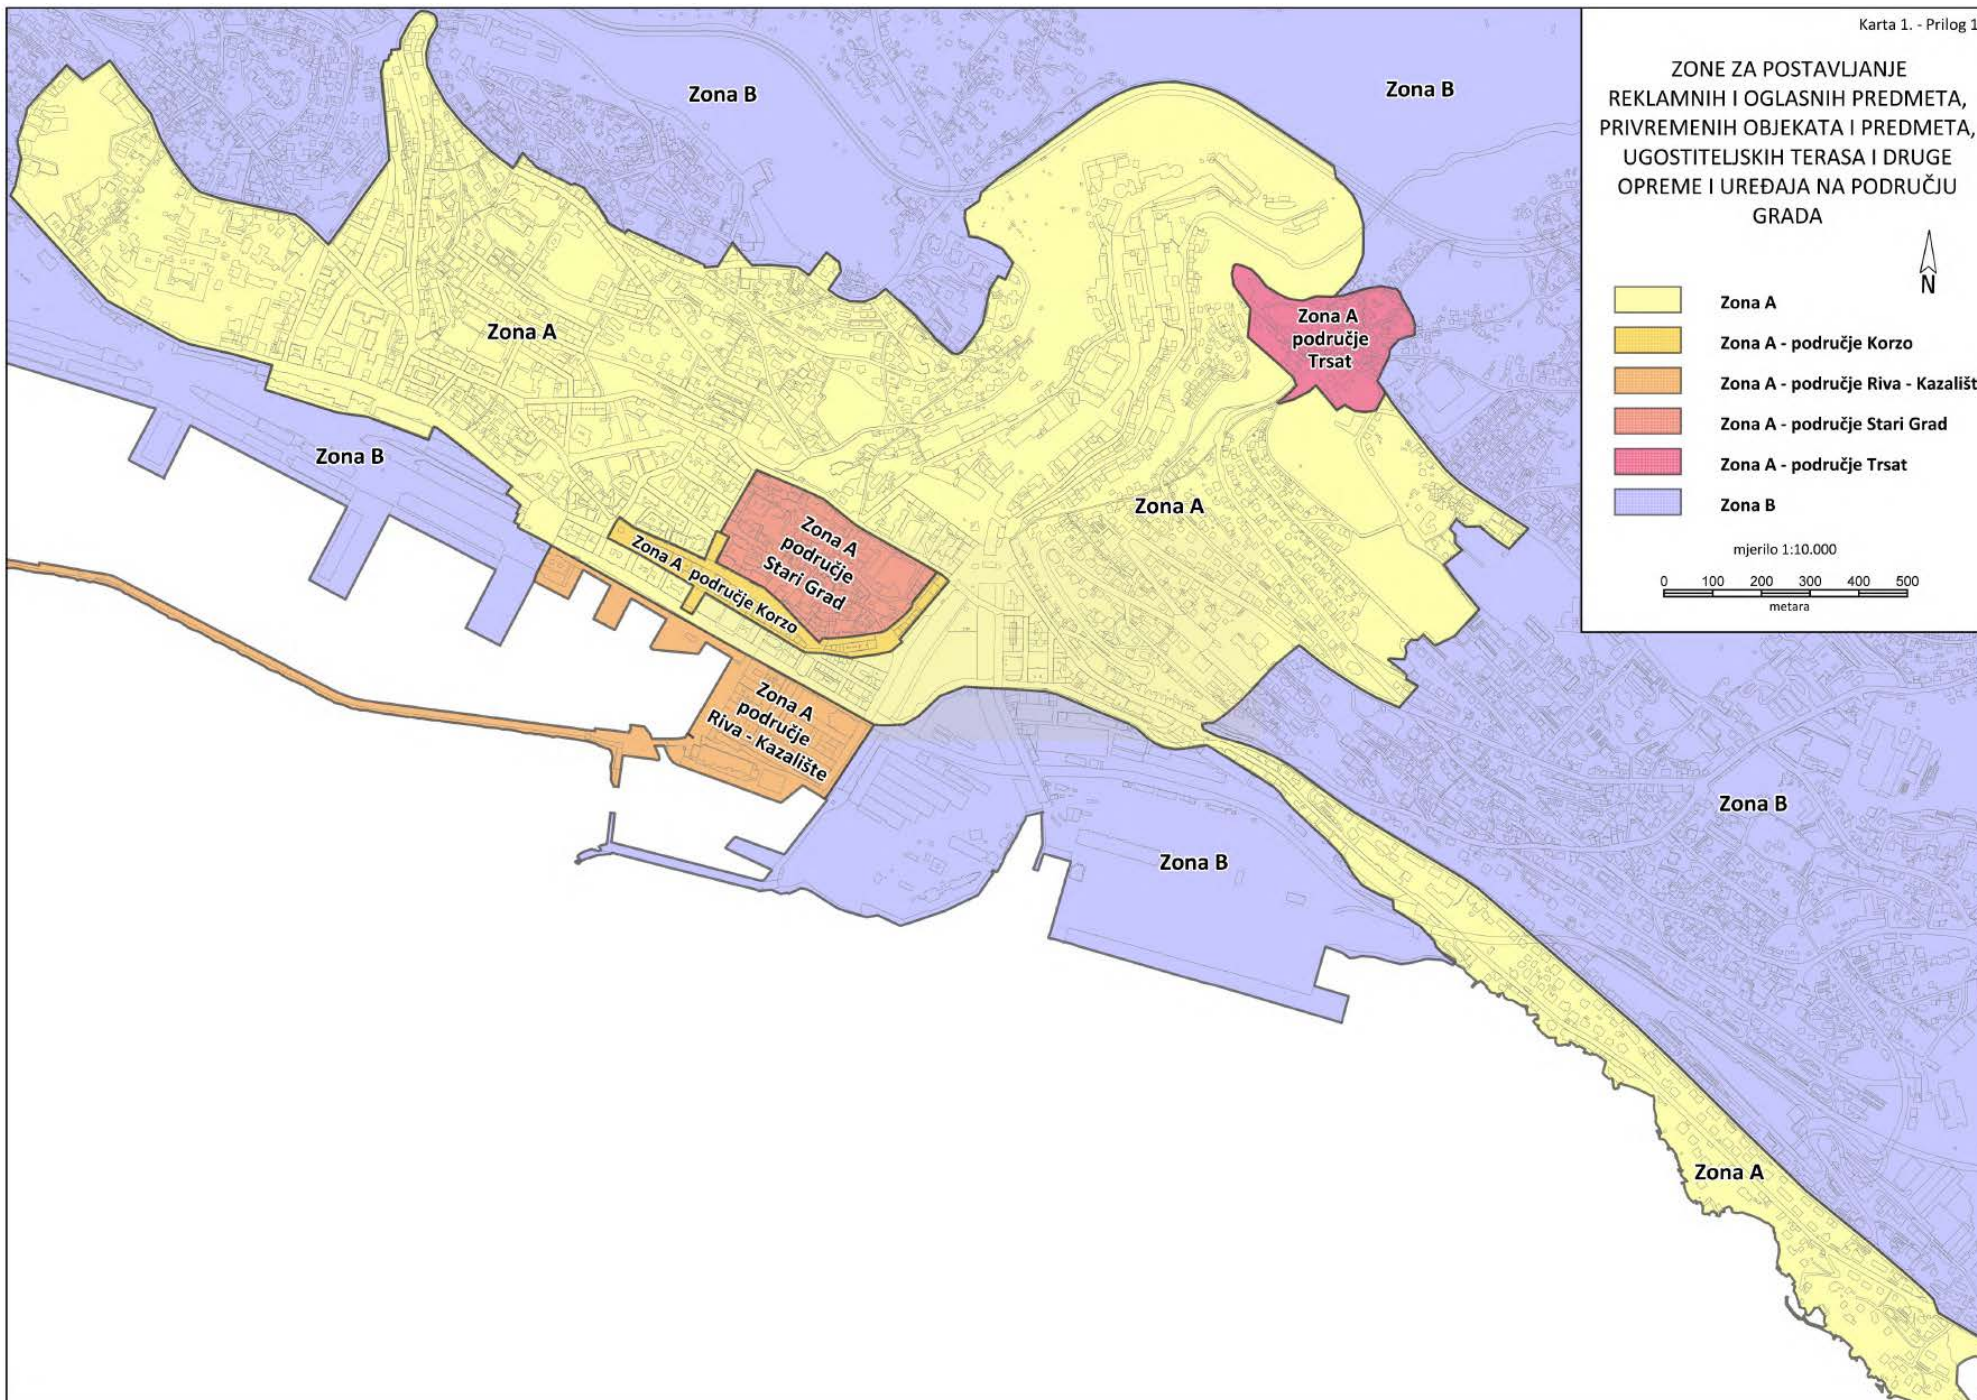 Karta 1. - Prilog 1
ZONE ZA POSTAVLJANJE
REKLAMNIH I OGLASNIH PREDMETA,
PRIVREMENIH OBJEKATA I PREDMETA,
UGOSTITELJSKIH TERASA I DRUGE
OPREME I UREĐAJA NA PODRUČJU
GRADA
N
Zona A
Zona A - područje Korzo
Zona A - područje Riva - Kazališt
Zona A - područje Stari Grad
Zona A - područje Trsat
Zona B
mjerilo 1:10.000
0 100 200 300 400 500
metara
Zona B
Zona B
Zona A
Zona A
područje
Trsat
Zona B
Zona A
Zona A
područje
Stari Grad
Zona A područje Korzo
Zona A
područje
Riva - Kazalište
Zona B
Zona B
Zona A